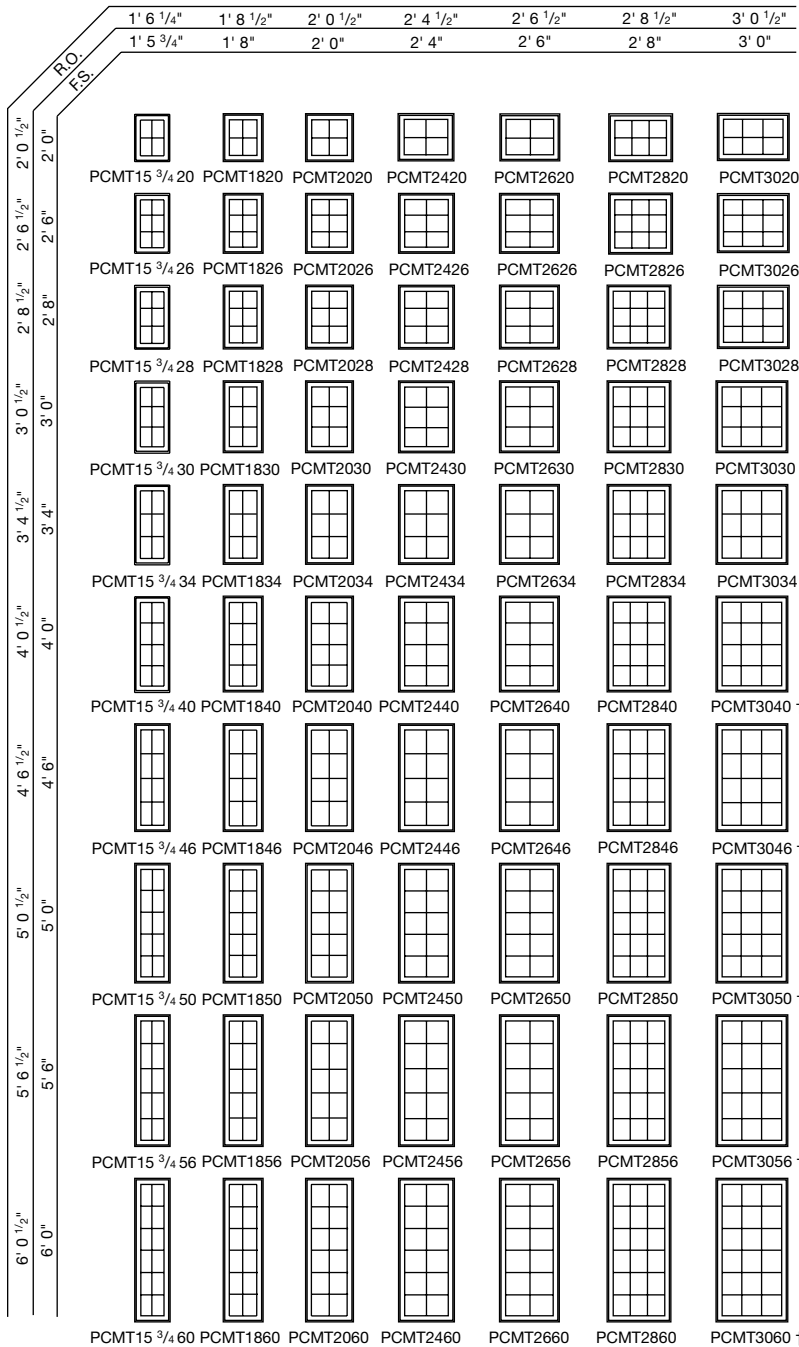 1' 6 1/4" 1' 8 1/2" 2' 0 1/2" 2' 4 1/2" 2' 6 1/2" 2' 8 1/2" 3' 0 1/2"
1' 5 3/4" 1' 8" 2' 0" 2' 4" 2' 6" 2' 8" 3' 0"
R.O.
F.S.
2' 0 1/2" 2' 0"
PCMT15 3/4 20 PCMT1820 PCMT2020 PCMT2420 PCMT2620 PCMT2820 PCMT3020
2' 6 1/2" 2' 6"
PCMT15 3/4 26 PCMT1826 PCMT2026 PCMT2426 PCMT2626 PCMT2826 PCMT3026
2' 8 1/2" 2' 8"
PCMT15 3/4 28 PCMT1828 PCMT2028 PCMT2428 PCMT2628 PCMT2828 PCMT3028
3' 0 1/2" 3' 0"
PCMT15 3/4 30 PCMT1830 PCMT2030 PCMT2430 PCMT2630 PCMT2830 PCMT3030
3' 4 1/2" 3' 4"
PCMT15 3/4 34 PCMT1834 PCMT2034 PCMT2434 PCMT2634 PCMT2834 PCMT3034
4' 0 1/2" 4' 0"
PCMT15 3/4 40 PCMT1840 PCMT2040 PCMT2440 PCMT2640 PCMT2840 PCMT3040
4' 6 1/2" 4' 6"
PCMT15 3/4 46 PCMT1846 PCMT2046 PCMT2446 PCMT2646 PCMT2846 PCMT3046
5' 0 1/2" 5' 0"
PCMT15 3/4 50 PCMT1850 PCMT2050 PCMT2450 PCMT2650 PCMT2850 PCMT3050
5' 6 1/2" 5' 6"
PCMT15 3/4 56 PCMT1856 PCMT2056 PCMT2456 PCMT2656 PCMT2856 PCMT3056
6' 0 1/2" 6' 0"
PCMT15 3/4 60 PCMT1860 PCMT2060 PCMT2460 PCMT2660 PCMT2860 PCMT3060